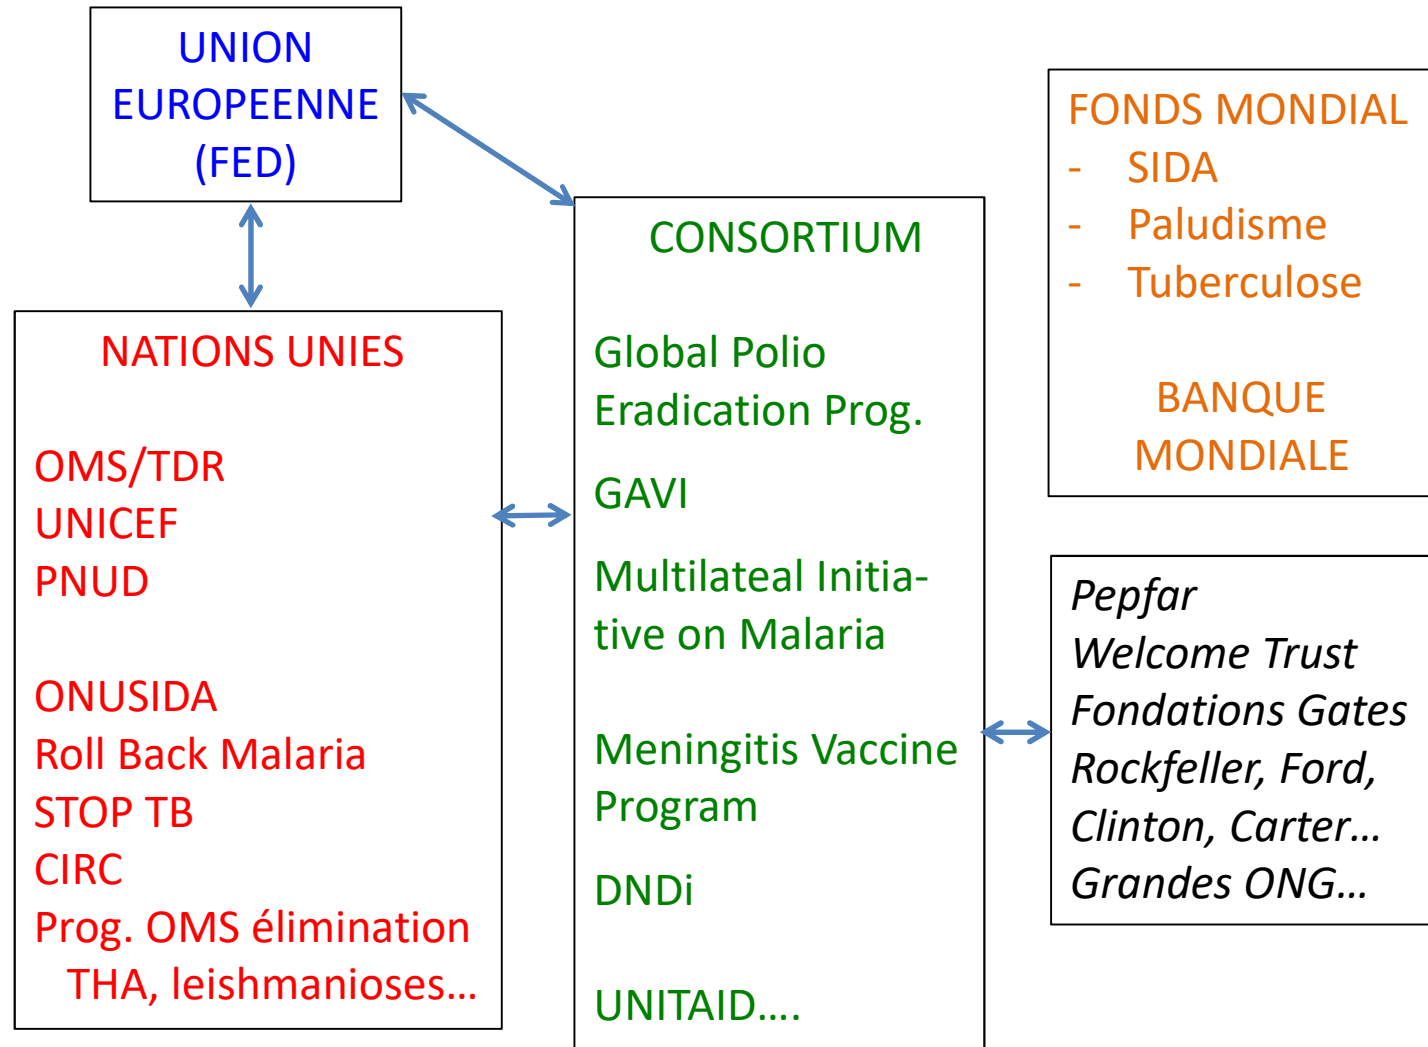 UNION
EUROPEENNE
(FED)
NATIONS UNIES
OMS/TDR
UNICEF
PNUD
ONUSIDA
Roll Back Malaria
STOP TB
CIRC
Prog. OMS élimination
THA, leishmanioses...
CONSORTIUM
Global Polio
Eradication Prog.
GAVI
Multilateal Initia-
tive on Malaria
Meningitis Vaccine
Program
DNDi
UNITAID....
FONDS MONDIAL
- SIDA
- Paludisme
- Tuberculose
BANQUE
MONDIALE
Pepfar
Welcome Trust
Fondations Gates
Rockfeller, Ford,
Clinton, Carter...
Grandes ONG...